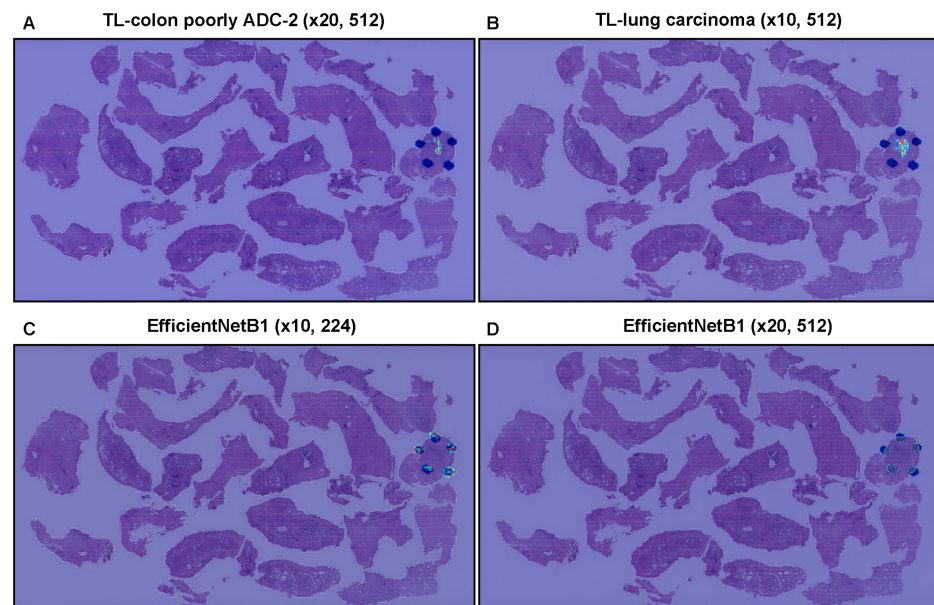 A TL-colon poorly ADC-2 (x20, 512)
B TL-lung carcinoma (x10, 512)
C EfficientNetB1 (x10, 224)
D EfficientNetB1 (x20, 512)